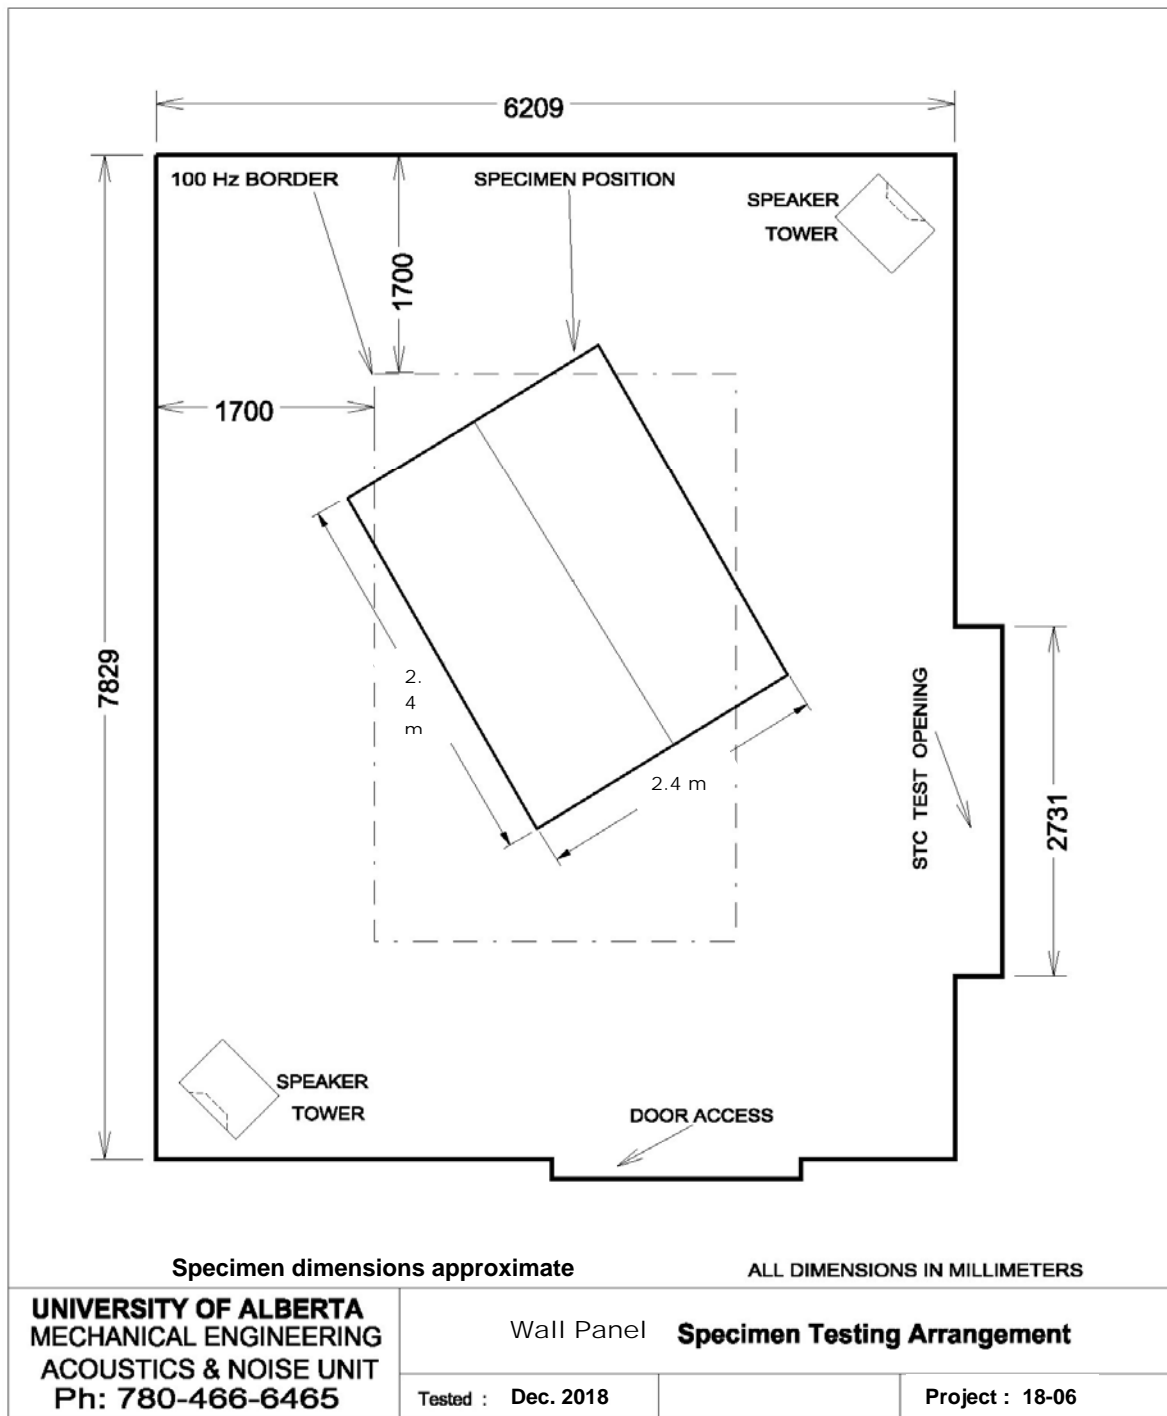 6209
100 Hz BORDER
SPECIMEN POSITION
SPEAKER
TOWER
1700
1700
7829
2.
4
m
2.4 m
STC TEST OPENING
2731
SPEAKER
TOWER
DOOR ACCESS
Specimen dimensions approximate
ALL DIMENSIONS IN MILLIMETERS
UNIVERSITY OF ALBERTA
MECHANICAL ENGINEERING
ACOUSTICS & NOISE UNIT
Ph: 780-466-6465
Wall Panel Specimen Testing Arrangement
Tested : Dec. 2018
Project : 18-06